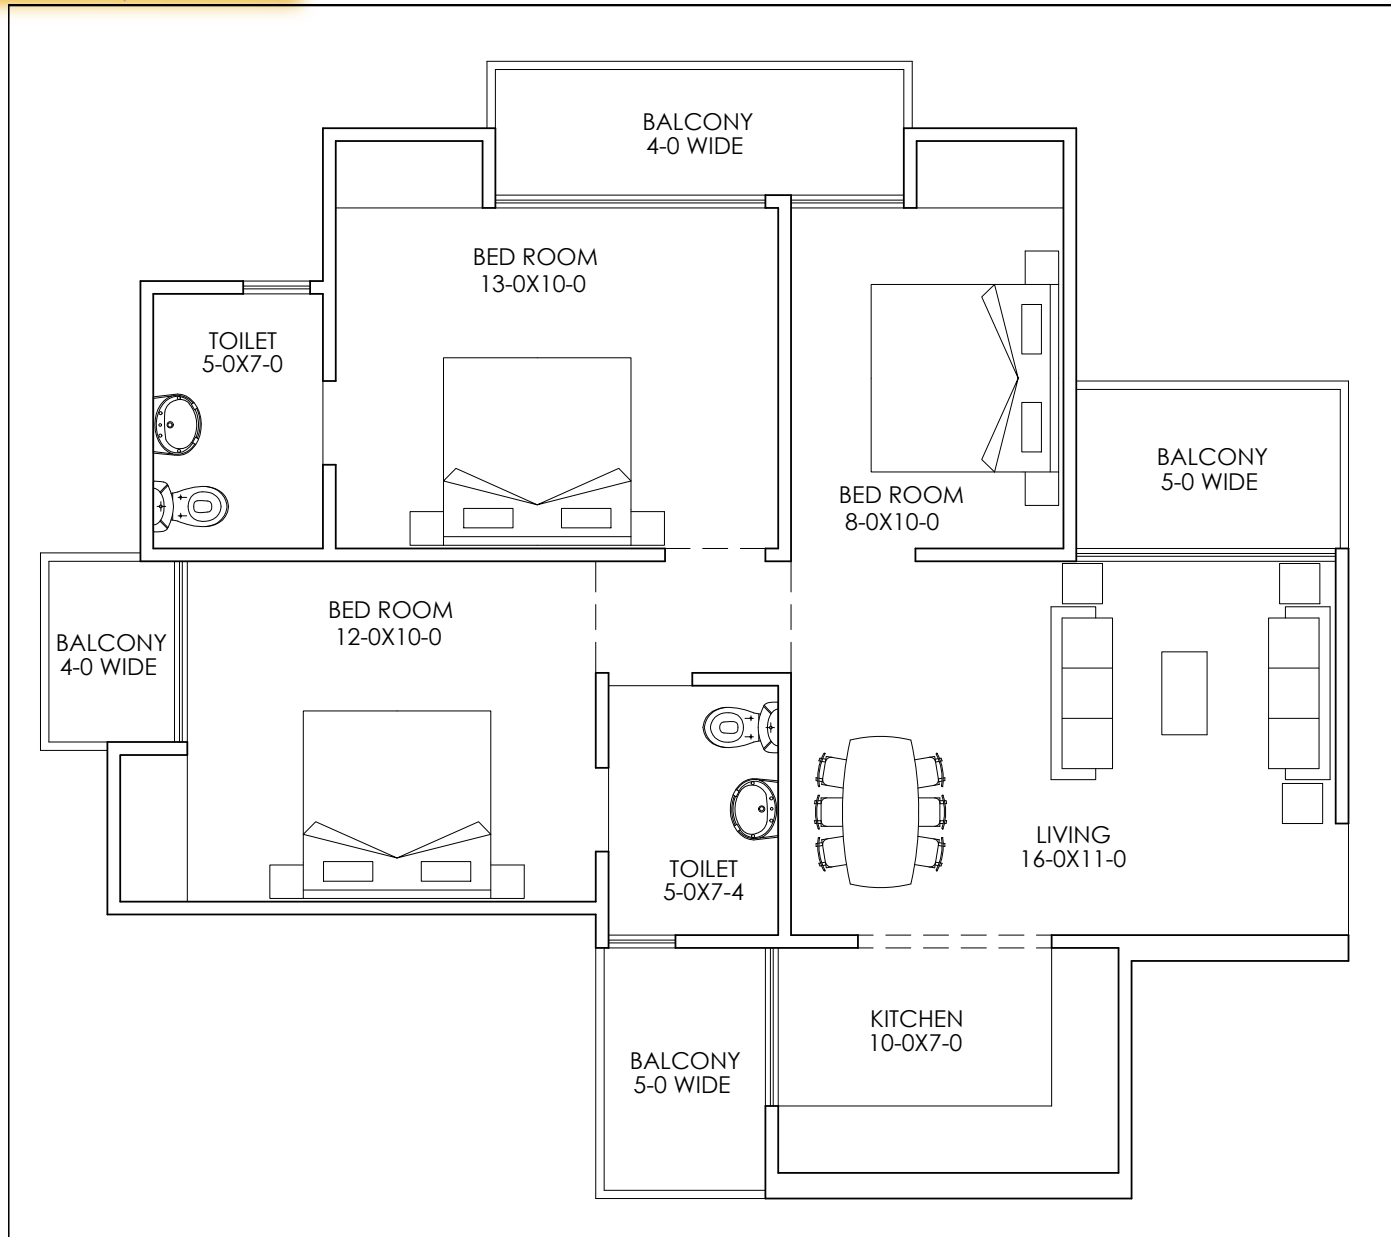 BALCONY
4-0 WIDE
BED ROOM
13-0X10-0
TOILET
5-0X7-0
BALCONY
5-0 WIDE
BED ROOM
8-0X10-0
BED ROOM
12-0X10-0
BALCONY
4-0 WIDE
LIVING
16-0X11-0
TOILET
5-0X7-4
KITCHEN
10-0X7-0
BALCONY
5-0 WIDE